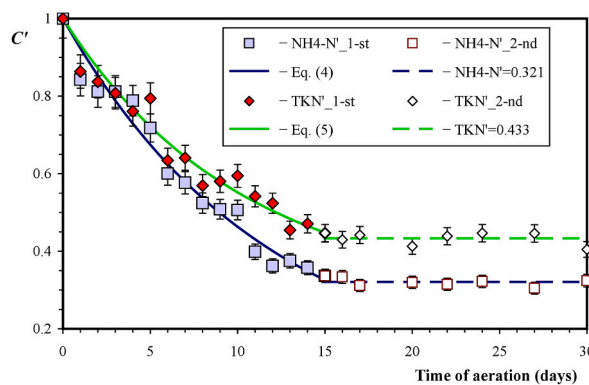 C'
1
0.8
0.6
0.4
0.2
– NH4-N'_1-st
– NH4-N'_2-nd
– Eq. (4)
– NH4-N'=0.321
– TKN'_1-st
– TKN'_2-nd
– Eq. (5)
– TKN'=0.433
0 5 10 15 20 25 30
Time of aeration (days)